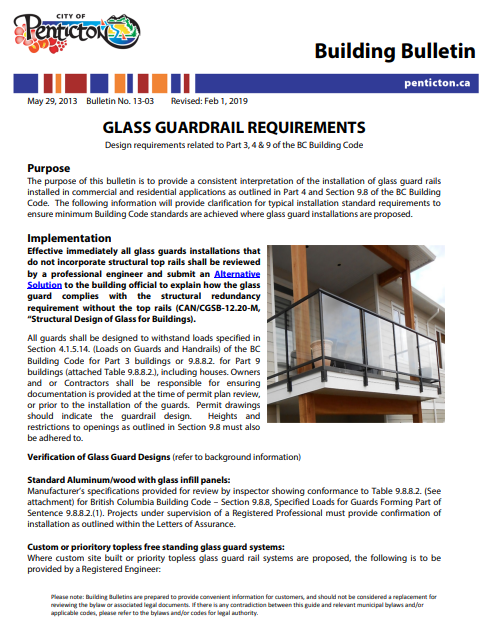 CITY OF
Penticton
Building Bulletin
penticton.ca
May 29, 2013 Bulletin No. 13-03 Revised: Feb 1, 2019
GLASS GUARDRAIL REQUIREMENTS
Design requirements related to Part 3, 4 & 9 of the BC Building Code
Purpose
The purpose of this bulletin is to provide a consistent interpretation of the installation of glass guard rails
installed in commercial and residential applications as outlined in Part 4 and Section 9.8 of the BC Building
Code. The following information will provide clarification for typical installation standard requirements to
ensure minimum Building Code standards are achieved where glass guard installations are proposed.
Implementation
Effective immediately all glass guards installations that
do not incorporate structural top rails shall be reviewed
by a professional engineer and submit an Alternative
Solution to the building official to explain how the glass
guard complies with the structural redundancy
requirement without the top rails (CAN/CGSB-12.20-M,
"Structural Design of Glass for Buildings).
All guards shall be designed to withstand loads specified in
Section 4.1.5.14. (Loads on Guards and Handrails) of the BC
Building Code for Part 3 buildings or 9.8.8.2. for Part 9
buildings (attached Table 9.8.8.2.), including houses. Owners
and or Contractors shall be responsible for ensuring
documentation is provided at the time of permit plan review,
or prior to the installation of the guards. Permit drawings
should indicate the guardrail design. Heights and
restrictions to openings as outlined in Section 9.8 must also
be adhered to.
Verification of Glass Guard Designs (refer to background information)
Standard Aluminum/wood with glass infill panels:
Manufacturer's specifications provided for review by inspector showing conformance to Table 9.8.8.2. (See
attachment) for British Columbia Building Code – Section 9.8.8, Specified Loads for Guards Forming Part of
Sentence 9.8.8.2.(1). Projects under supervision of a Registered Professional must provide confirmation of
installation as outlined within the Letters of Assurance.
Custom or prioritory topless free standing glass guard systems:
Where custom site built or priority topless glass guard rail systems are proposed, the following is to be
provided by a Registered Engineer:
Please note: Building Bulletins are prepared to provide convenient information for customers, and should not be considered a replacement for
reviewing the bylaw or associated legal documents. If there is any contradiction between this guide and relevant municipal bylaws and/or
applicable codes, please refer to the bylaws and/or codes for legal authority.